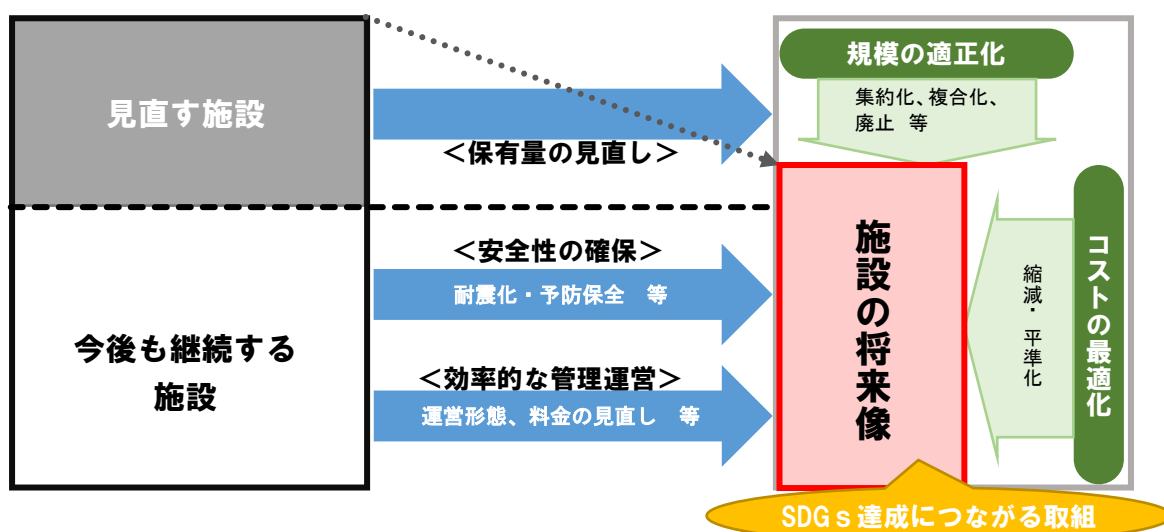 見直す施設
今後も継続する
施設
<保有量の見直し>
<安全性の確保>
耐震化・予防保全　等
<効率的な管理運営>
運営形態、料金の見直し　等
規模の適正化
集約化、複合化、
廃止　等
施設の将来像
縮減・平準化
コストの最適化
SDGｓ達成につながる取組